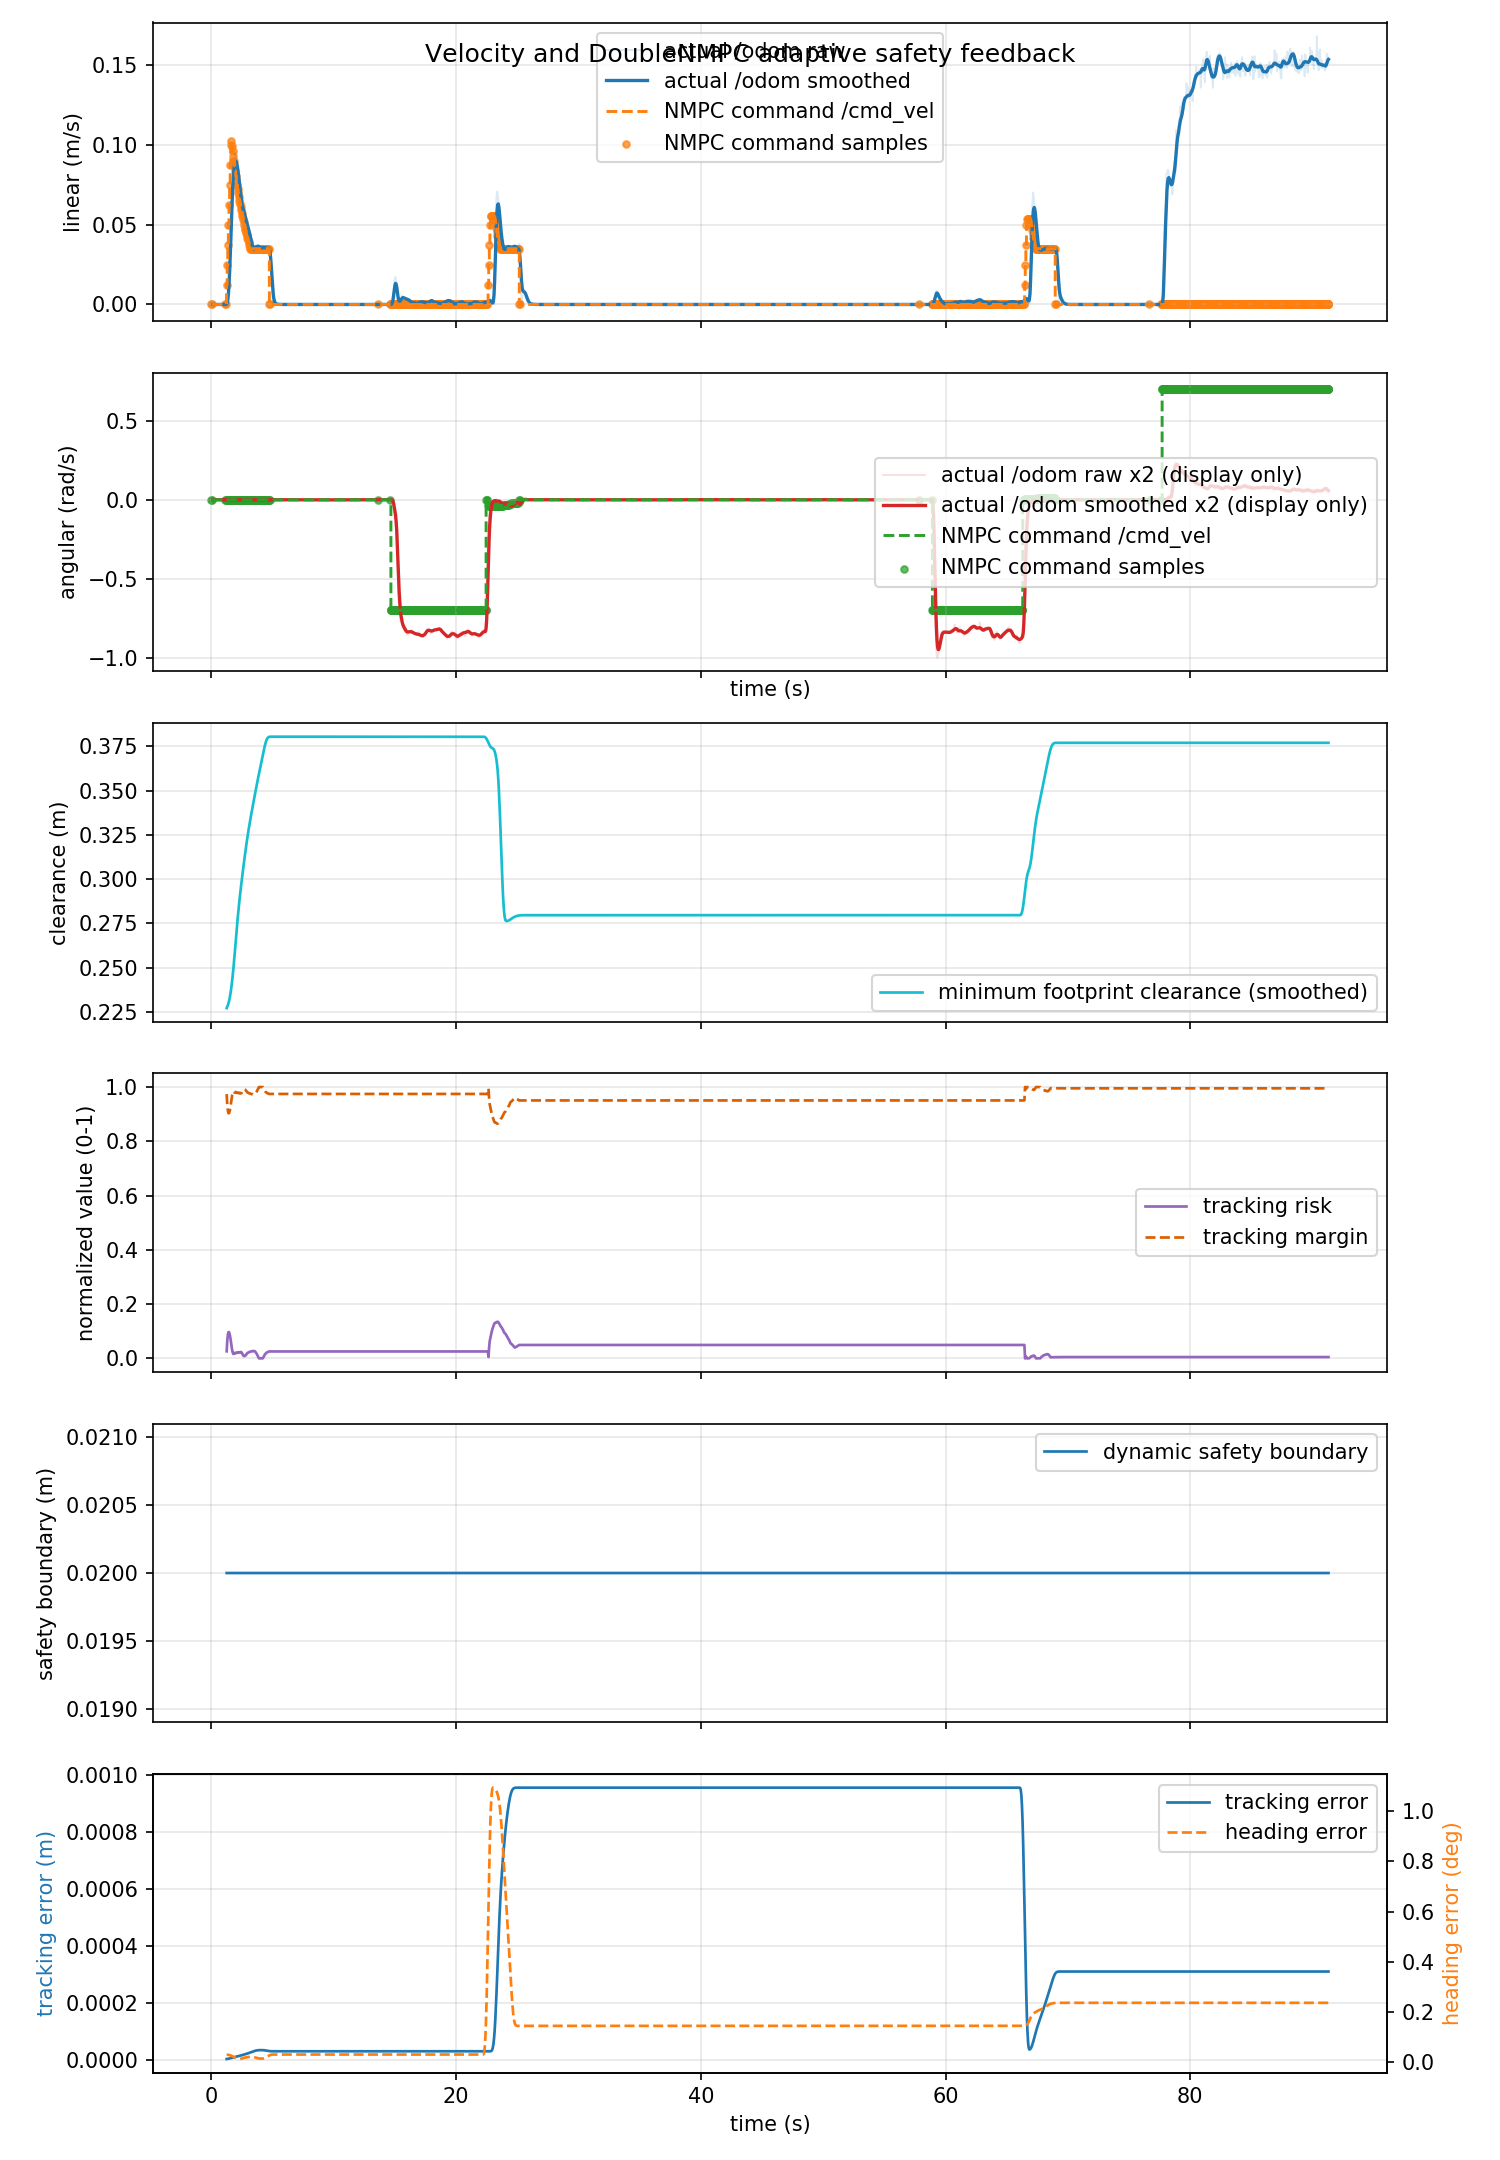 Velocity and DoubleNMPC adaptive safety feedback
actual /odom raw
actual /odom smoothed
NMPC command /cmd_vel
NMPC command samples
linear (m/s)
0.15
0.10
0.05
0.00
angular (rad/s)
0.5
0.0
−0.5
−1.0
actual /odom raw x2 (display only)
actual /odom smoothed x2 (display only)
NMPC command /cmd_vel
NMPC command samples
time (s)
clearance (m)
0.375
0.350
0.325
0.300
0.275
0.250
0.225
minimum footprint clearance (smoothed)
normalized value (0-1)
1.0
0.8
0.6
0.4
0.2
0.0
tracking risk
tracking margin
safety boundary (m)
0.0210
0.0205
0.0200
0.0195
0.0190
dynamic safety boundary
tracking error (m)
0.0010
0.0008
0.0006
0.0004
0.0002
0.0000
tracking error
heading error
1.0
0.8
0.6
0.4
0.2
0.0
heading error (deg)
0 20 40 60 80
time (s)